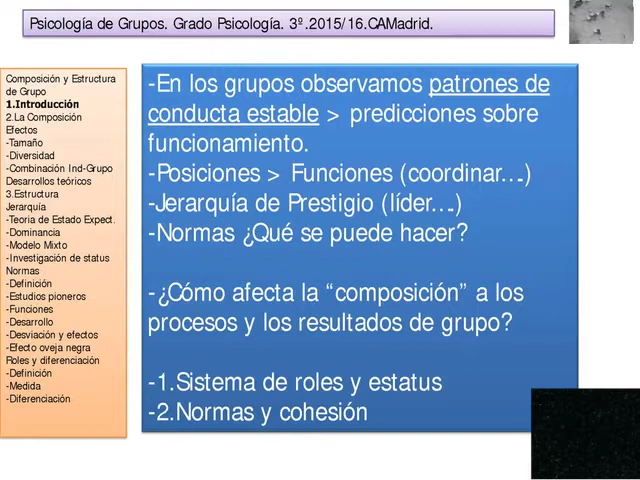 Psicología de Grupos. Grado Psicología. 3º.2015/16.CAMadrid.
Composición y Estructura
de Grupo
1.Introducción
2.La Composición
Efectos
-Tamaño
-Diversidad
-Combinación Ind-Grupo
Desarrollos teóricos
3.Estructura
Jerarquía
-Teoria de Estado Expect.
-Dominancia
-Modelo Mixto
-Investigación de status
Normas
-Definición
-Estudios pioneros
-Funciones
-Desarrollo
-Desviación y efectos
-Efecto oveja negra
Roles y diferenciación
-Definición
-Medida
-Diferenciación
-En los grupos observamos patrones de
conducta estable > predicciones sobre
funcionamiento.
-Posiciones > Funciones (coordinar….)
-Jerarquía de Prestigio (líder….)
-Normas ¿Qué se puede hacer?
-¿Cómo afecta la “composición” a los
procesos y los resultados de grupo?
-1.Sistema de roles y estatus
-2.Normas y cohesión